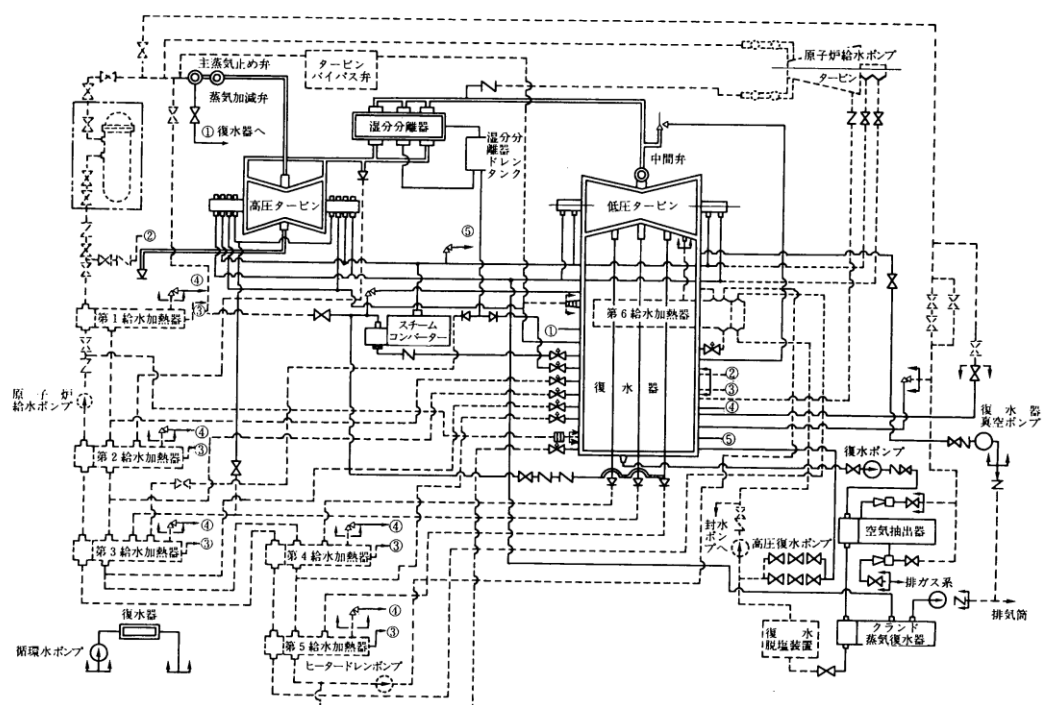 主蒸気止め弁
蒸気加減弁
①復水器へ
タービン
バイパス弁
原子炉給水ポンプ
タービン
湿分分離器
湿分分
離器
ドレン
タンク
中間弁
高圧タービン
低圧タービン
②
⑤
④
③
第1給水加熱器
スチーム
コンバーター
第6給水加熱器
①
復水器
②
③
④
⑤
原子炉
給水ポンプ
④
③
第2給水加熱器
復水器
真空ポンプ
復水ポンプ
④
③
第3給水加熱器
④
③
第4給水加熱器
封水
ポンプへ
高圧復水ポンプ
空気抽出器
排ガス系
排気筒
④
③
第5給水加熱器
ヒータードレンポンプ
復水器
循環水ポンプ
復水
脱塩装置
クランド
蒸気復水器